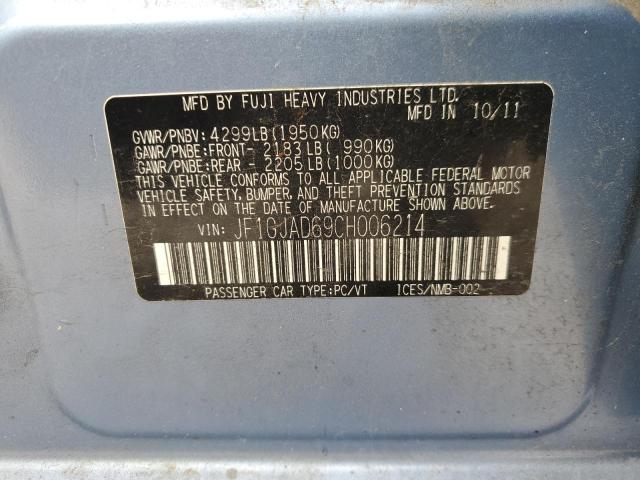 MFD BY FUJI HEAVY INDUSTRIES LTD.
MFD IN 10/11
GVWR/PNBV: 4299LB(1950KG)
GAWR/PNBE:FRONT- 2183LB( 990KG)
GAWR/PNBE:REAR - 2205LB(1000KG)
THIS VEHICLE CONFORMS TO ALL APPLICABLE FEDERAL MOTOR
VEHICLE SAFETY, BUMPER, AND THEFT PREVENTION STANDARDS
IN EFFECT ON THE DATE OF MANUFACTURE SHOWN ABOVE.
VIN: JF1GJAD69CH006214
PASSENGER CAR TYPE:PC/VT ICES/NMB-002